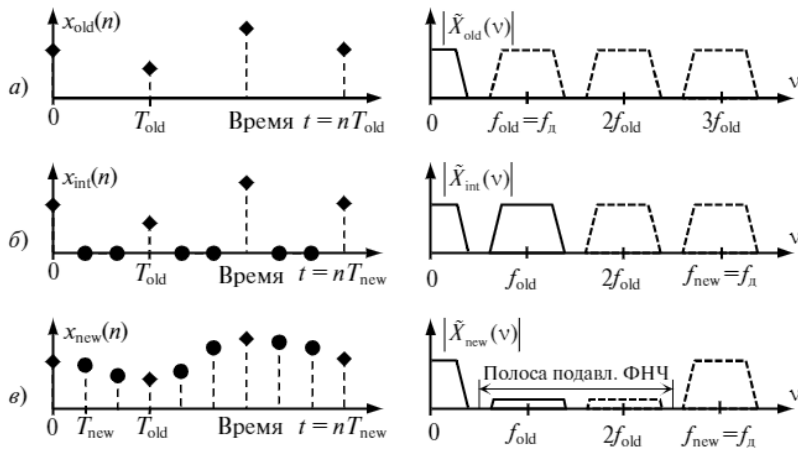 x_old(n)
|X̃_old(ν)|
а)
ν
0
T_old
Время t = nT_old
0
f_old = f_д
2f_old
3f_old
x_int(n)
|X̃_int(ν)|
б)
ν
0
T_old
Время t = nT_new
0
f_old
2f_old
f_new = f_д
x_new(n)
|X̃_new(ν)|
Полоса подавл. ФНЧ
в)
ν
0
T_new
T_old
Время t = nT_new
0
f_old
2f_old
f_new = f_д